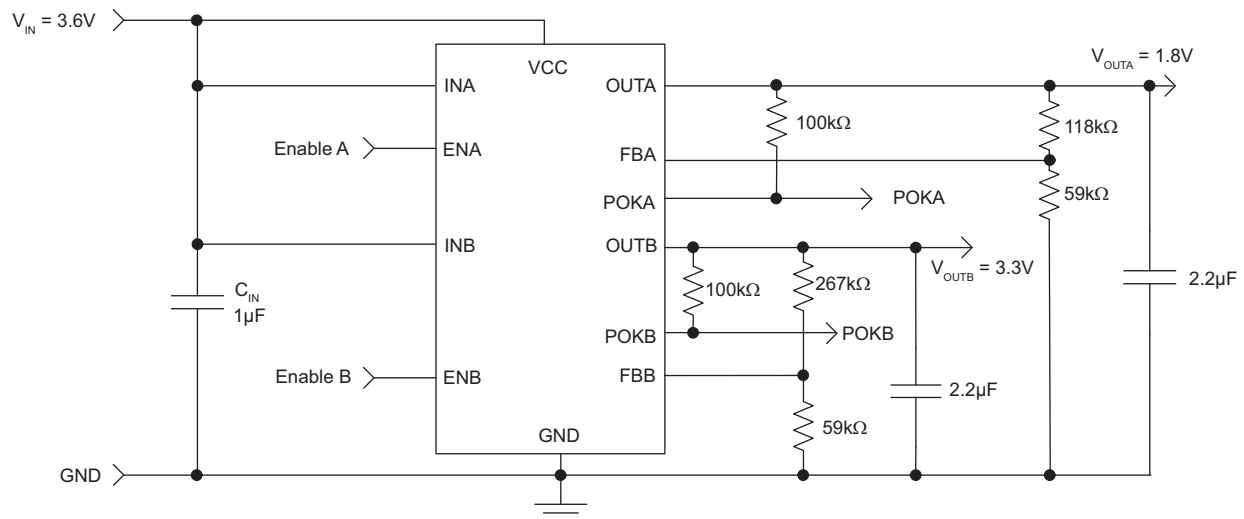 V_IN = 3.6V
VCC
INA
OUTA
V_OUTA = 1.8V
100kΩ
118kΩ
Enable A
ENA
FBA
59kΩ
POKA
POKA
INB
OUTB
V_OUTB = 3.3V
100kΩ
267kΩ
2.2µF
C_IN
1µF
POKB
POKB
Enable B
ENB
FBB
2.2µF
59kΩ
GND
GND